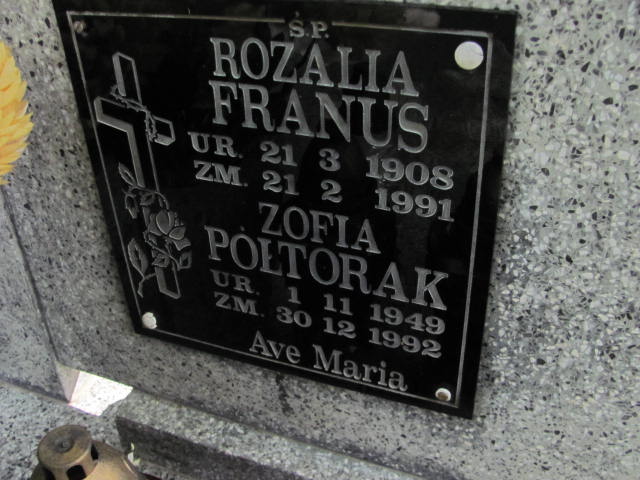 Ś.P.
ROZALIA
FRANUS
UR. 21 3 1908
ZM. 21 2 1991
ZOFIA
PÓŁTORAK
UR. 1 11 1949
ZM. 30 12 1992
Ave Maria